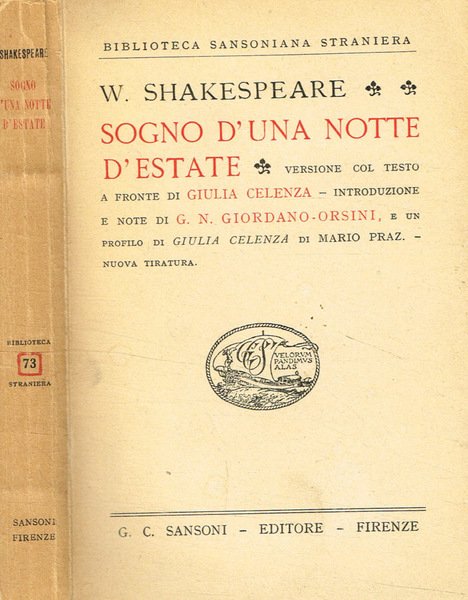 SHAKESPEARE
SOGNO
D'UNA NOTTE
D'ESTATE
BIBLIOTECA
73
STRANIERA
SANSONI
FIRENZE
BIBLIOTECA SANSONIANA STRANIERA
W. SHAKESPEARE
SOGNO D'UNA NOTTE
D'ESTATE VERSIONE COL TESTO
A FRONTE DI GIULIA CELENZA – INTRODUZIONE
E NOTE DI G. N. GIORDANO-ORSINI, E UN
PROFILO DI GIULIA CELENZA DI MARIO PRAZ. –
NUOVA TIRATURA.
VELORVM
PANDIMVS
ALAS
G. C. SANSONI – EDITORE – FIRENZE